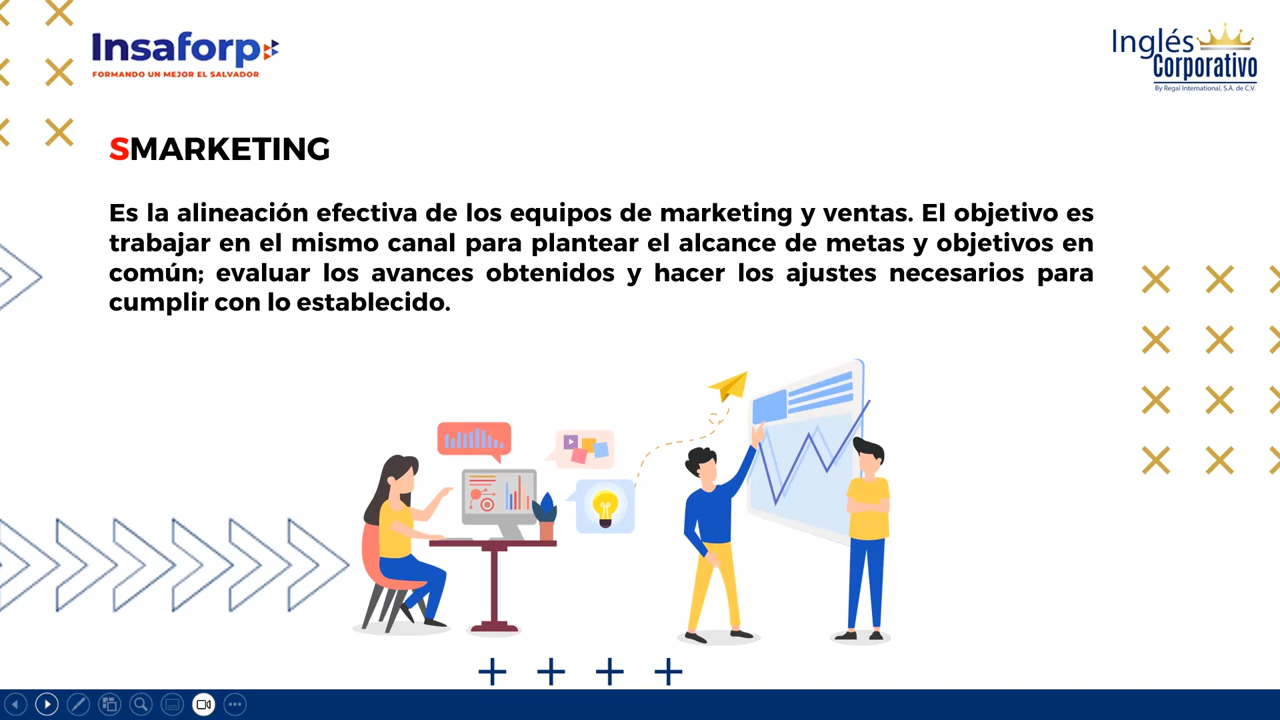 Insaforp
FORMANDO UN MEJOR EL SALVADOR
Inglés
Corporativo
By Regal International, S.A. de C.V.
SMARKETING
Es la alineación efectiva de los equipos de marketing y ventas. El objetivo es
trabajar en el mismo canal para plantear el alcance de metas y objetivos en
común; evaluar los avances obtenidos y hacer los ajustes necesarios para
cumplir con lo establecido.